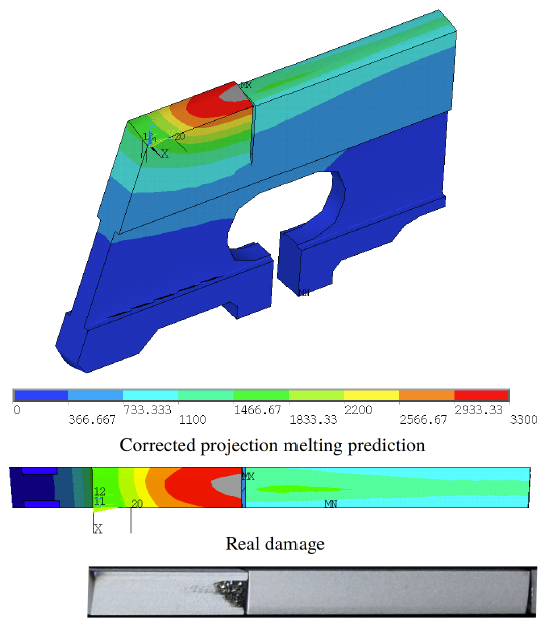 MX
1
20
X
MN
0 733.333 1466.67 2200 2933.33
366.667 1100 1833.33 2566.67 3300
Corrected projection melting prediction
MX
12
11 20 MN
X
Real damage